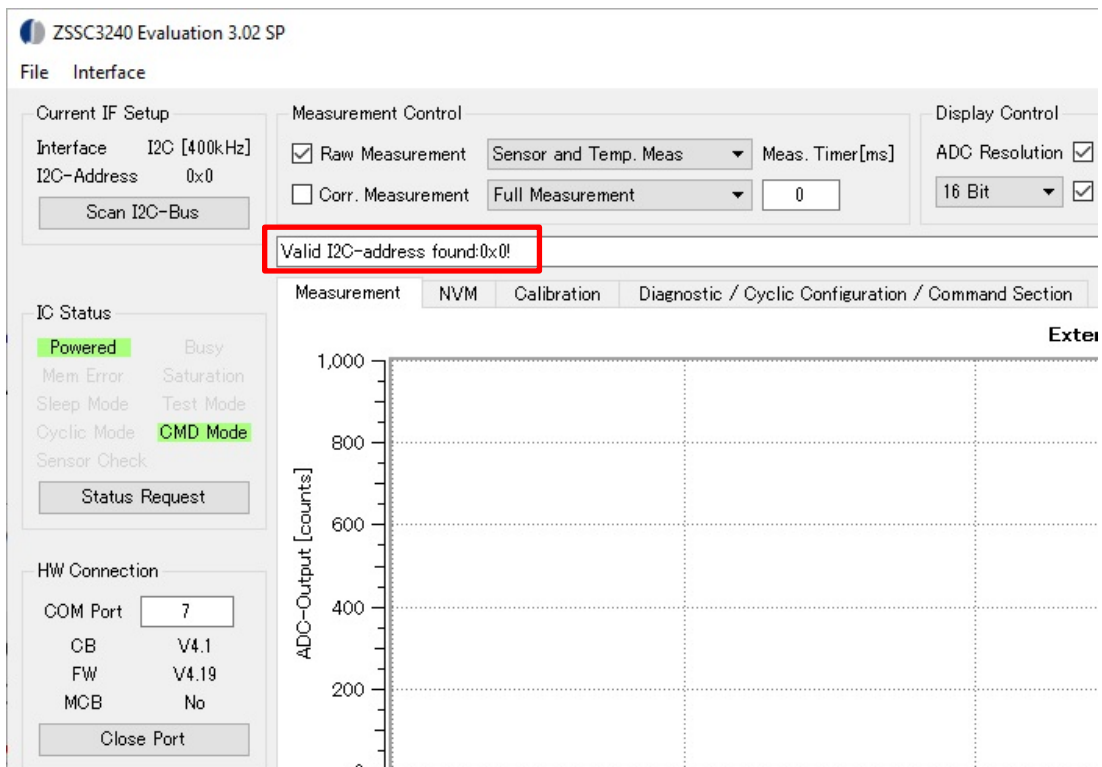 ZSSC3240 Evaluation 3.02 SP
File Interface
Current IF Setup
Interface I2C [400kHz]
I2C-Address 0x0
Scan I2C-Bus
Measurement Control
Raw Measurement Sensor and Temp. Meas Meas. Timer[ms]
Corr. Measurement Full Measurement 0
Display Control
ADC Resolution
16 Bit
Valid I2C-address found:0x0!
Measurement NVM Calibration Diagnostic / Cyclic Configuration / Command Section
IC Status
Powered Busy
Mem Error Saturation
Sleep Mode Test Mode
Cyclic Mode CMD Mode
Sensor Check
Status Request
HW Connection
COM Port 7
CB V4.1
FW V4.19
MCB No
Close Port
ADC-Output [counts]
1,000
800
600
400
200